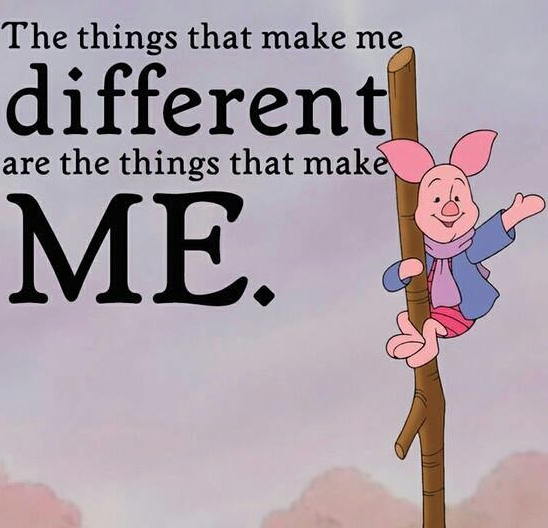 The things that make me
different
are the things that make
ME.